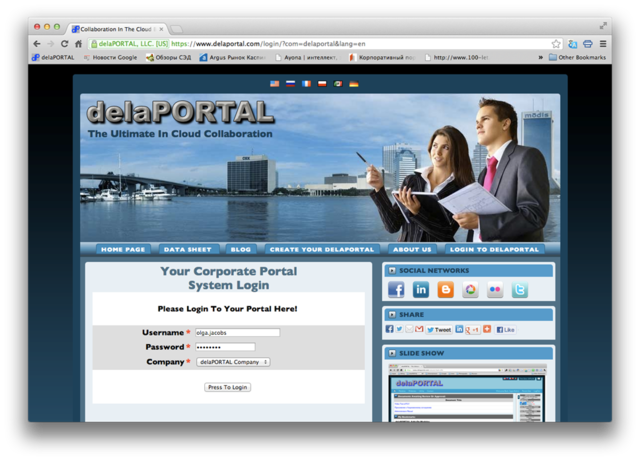 Collaboration In The Cloud
delaPORTAL, LLC. [US] https://www.delaportal.com/login/?com=delaportal&lang=en
delaPORTAL Новости Google Обзоры СЭД Argus Рынок Каспи Ayona | интеллект. Корпоративный пор http://www.100-let » Other Bookmarks
delaPORTAL
The Ultimate In Cloud Collaboration
HOME PAGE DATA SHEET BLOG CREATE YOUR DELAPORTAL ABOUT US LOGIN TO DELAPORTAL
Your Corporate Portal
System Login
Please Login To Your Portal Here!
Username * olga.jacobs
Password * ••••••••
Company * delaPORTAL Company
Press To Login
SOCIAL NETWORKS
SHARE
Tweet +1 Like
SLIDE SHOW
delaPORTAL